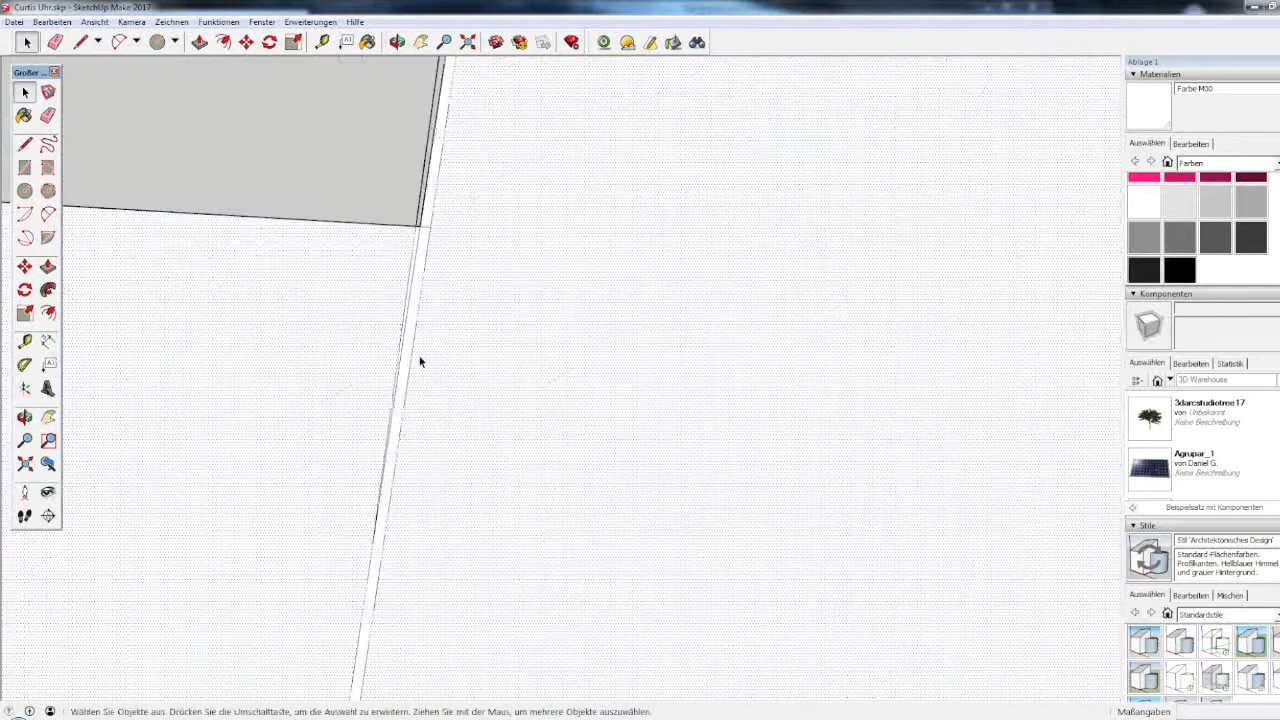 Curtis Uhr.skp - SketchUp Make 2017
Datei Bearbeiten Ansicht Kamera Zeichnen Funktionen Fenster Erweiterungen Hilfe
Großer ...
Ablage 1
Materialien
Farbe M00
Auswählen Bearbeiten
Farben
Komponenten
Auswählen Bearbeiten Statistik
3D Warehouse
3darcstudiotree17
von Unbekannt
Keine Beschreibung
Agrupar_1
von Daniel G.
Keine Beschreibung
Beispielsatz mit Komponenten
Stile
Stil 'Architektonisches Design'
Standard-Flächenfarben.
Profilkanten. Hellblauer Himmel
und grauer Hintergrund.
Auswählen Bearbeiten Mischen
Standardstile
Wählen Sie Objekte aus. Drücken Sie die Umschalttaste, um die Auswahl zu erweitern. Ziehen Sie mit der Maus, um mehrere Objekte auszuwählen.
Maßangaben